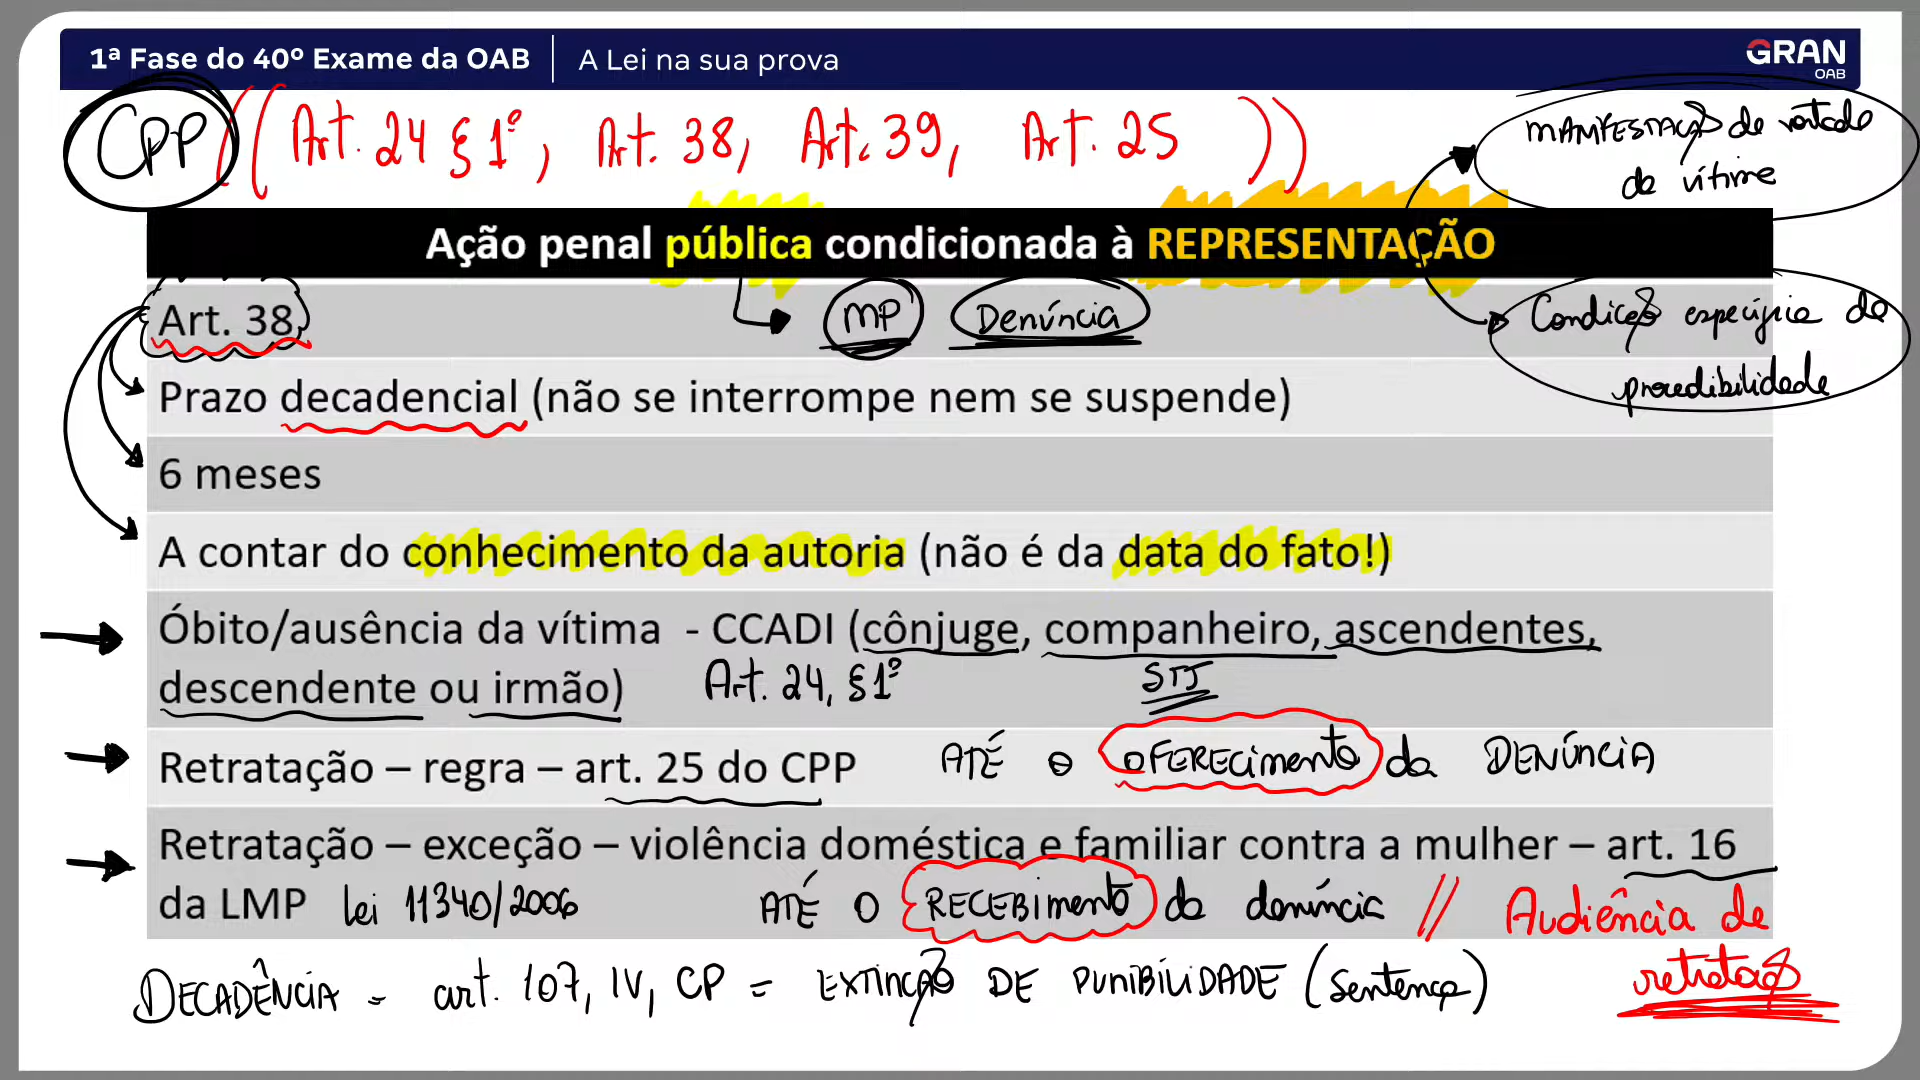 1ª Fase do 40º Exame da OAB | A Lei na sua prova
GRAN
OAB
CPP ((Art. 24 § 1º, Art. 38, Art. 39, Art. 25))
MANIFESTAÇÃO de vontade
da vítima
Ação penal pública condicionada à REPRESENTAÇÃO
Art. 38,
MP Denúncia
Condição específica de
procedibilidade
Prazo decadencial (não se interrompe nem se suspende)
6 meses
A contar do conhecimento da autoria (não é da data do fato!)
Óbito/ausência da vítima - CCADI (cônjuge, companheiro, ascendentes,
descendente ou irmão) Art. 24, §1º STJ
Retratação – regra – art. 25 do CPP ATÉ O OFERECimento da DENÚNCIA
Retratação – exceção – violência doméstica e familiar contra a mulher – art. 16
da LMP Lei 11340/2006 ATÉ O RECEBimento da denúncia // Audiência de
retratação
DECADÊNCIA = art. 107, IV, CP = EXTINÇÃO DE PUNIBILIDADE (sentença)